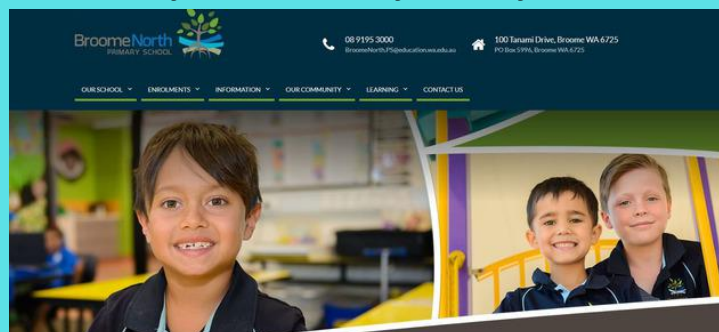 BroomeNorth
PRIMARY SCHOOL
08 9195 3000
BroomeNorth.PS@education.wa.edu.au
100 Tanami Drive, Broome WA 6725
PO Box 5996, Broome WA 6725
OUR SCHOOL
ENROLMENTS
INFORMATION
OUR COMMUNITY
LEARNING
CONTACT US